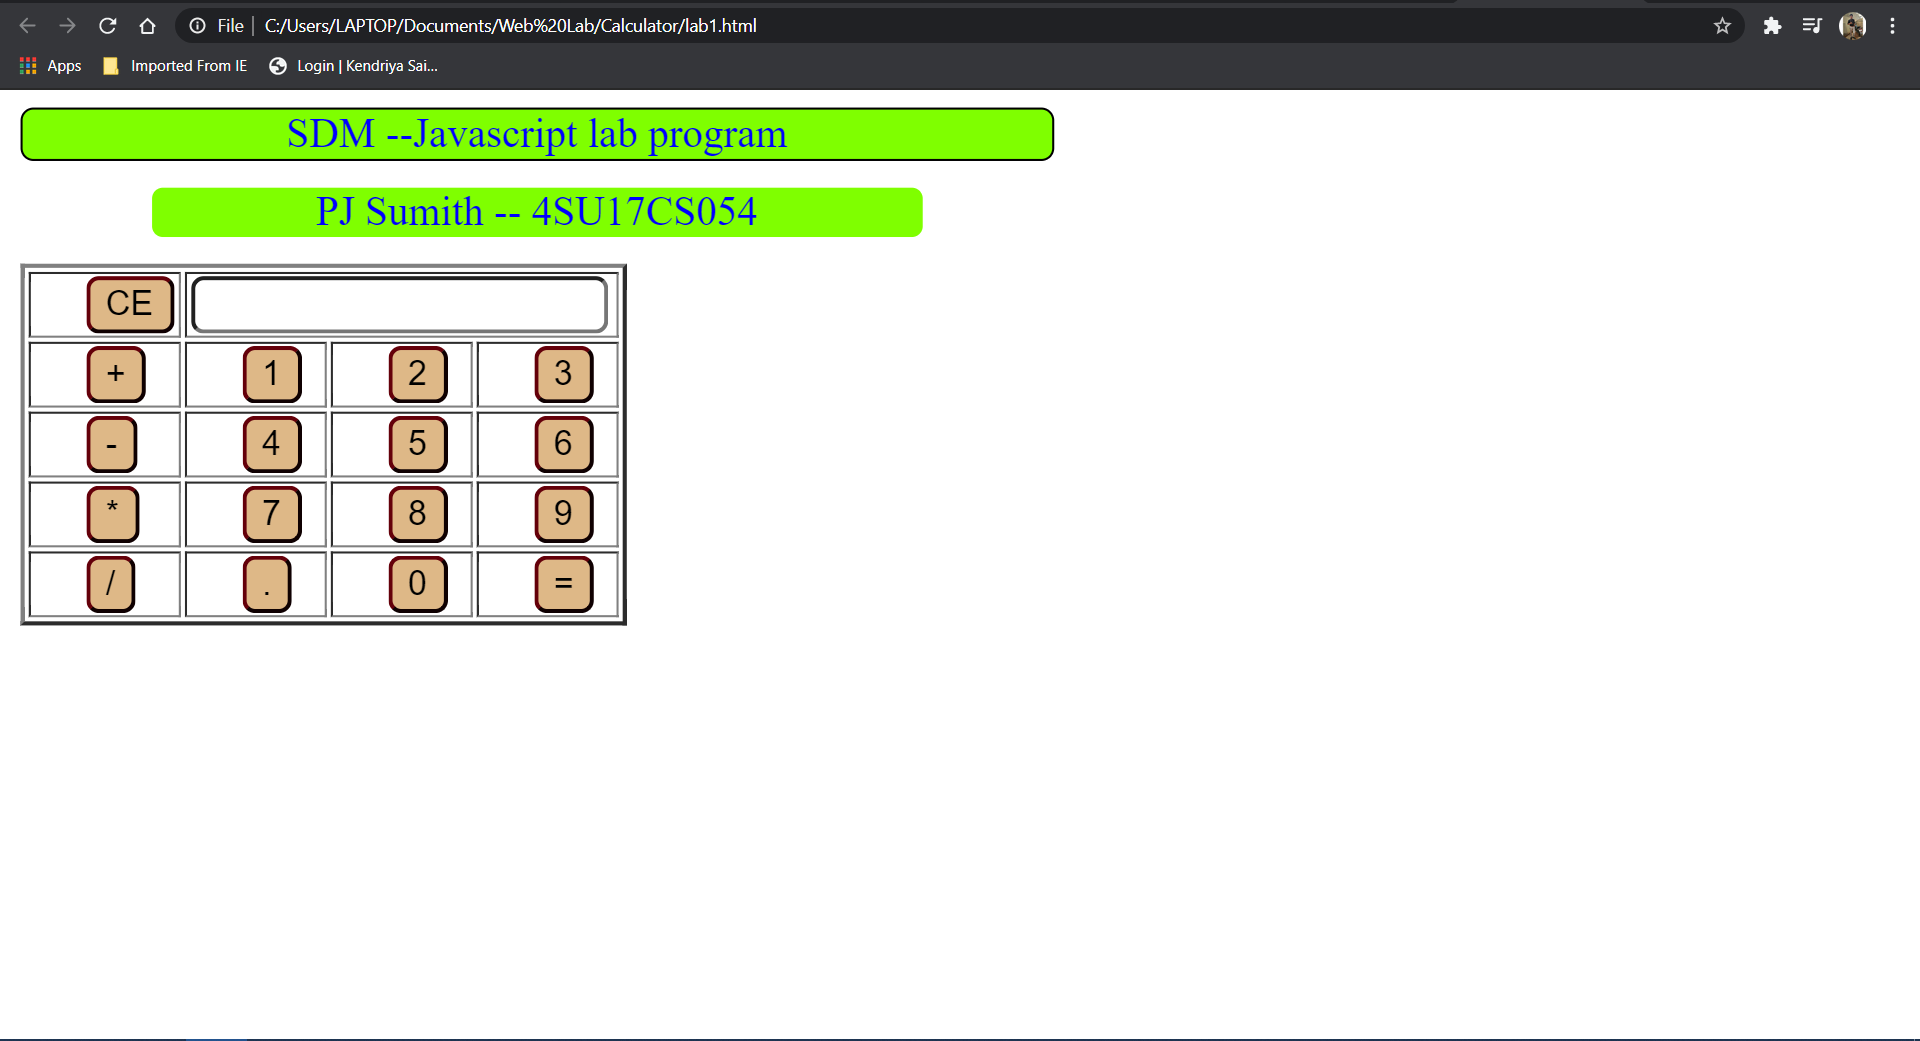 File C:/Users/LAPTOP/Documents/Web%20Lab/Calculator/lab1.html
Apps Imported From IE Login | Kendriya Sai...
SDM --Javascript lab program
PJ Sumith -- 4SU17CS054
CE
+ 1 2 3
- 4 5 6
* 7 8 9
/ . 0 =